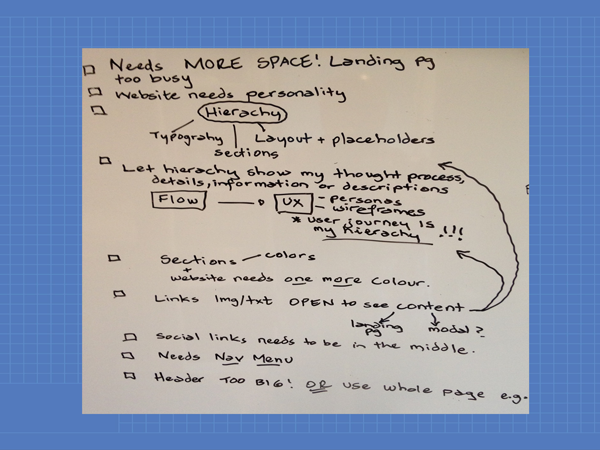 Needs MORE SPACE! Landing pg
too busy
Website needs personality
Hierachy
Typograhy
Layout + placeholders
sections
Let hierachy show my thought process,
details, information or descriptions
Flow
UX
- personas
- wireframes
* user journey is
my hierachy !!!
Sections - colors
+
website needs one more colour.
Links Img/txt OPEN to see content
landing
pg
modal?
Social links needs to be in the middle.
Needs Nav Menu
Header TOO BIG! OR use whole page e.g.